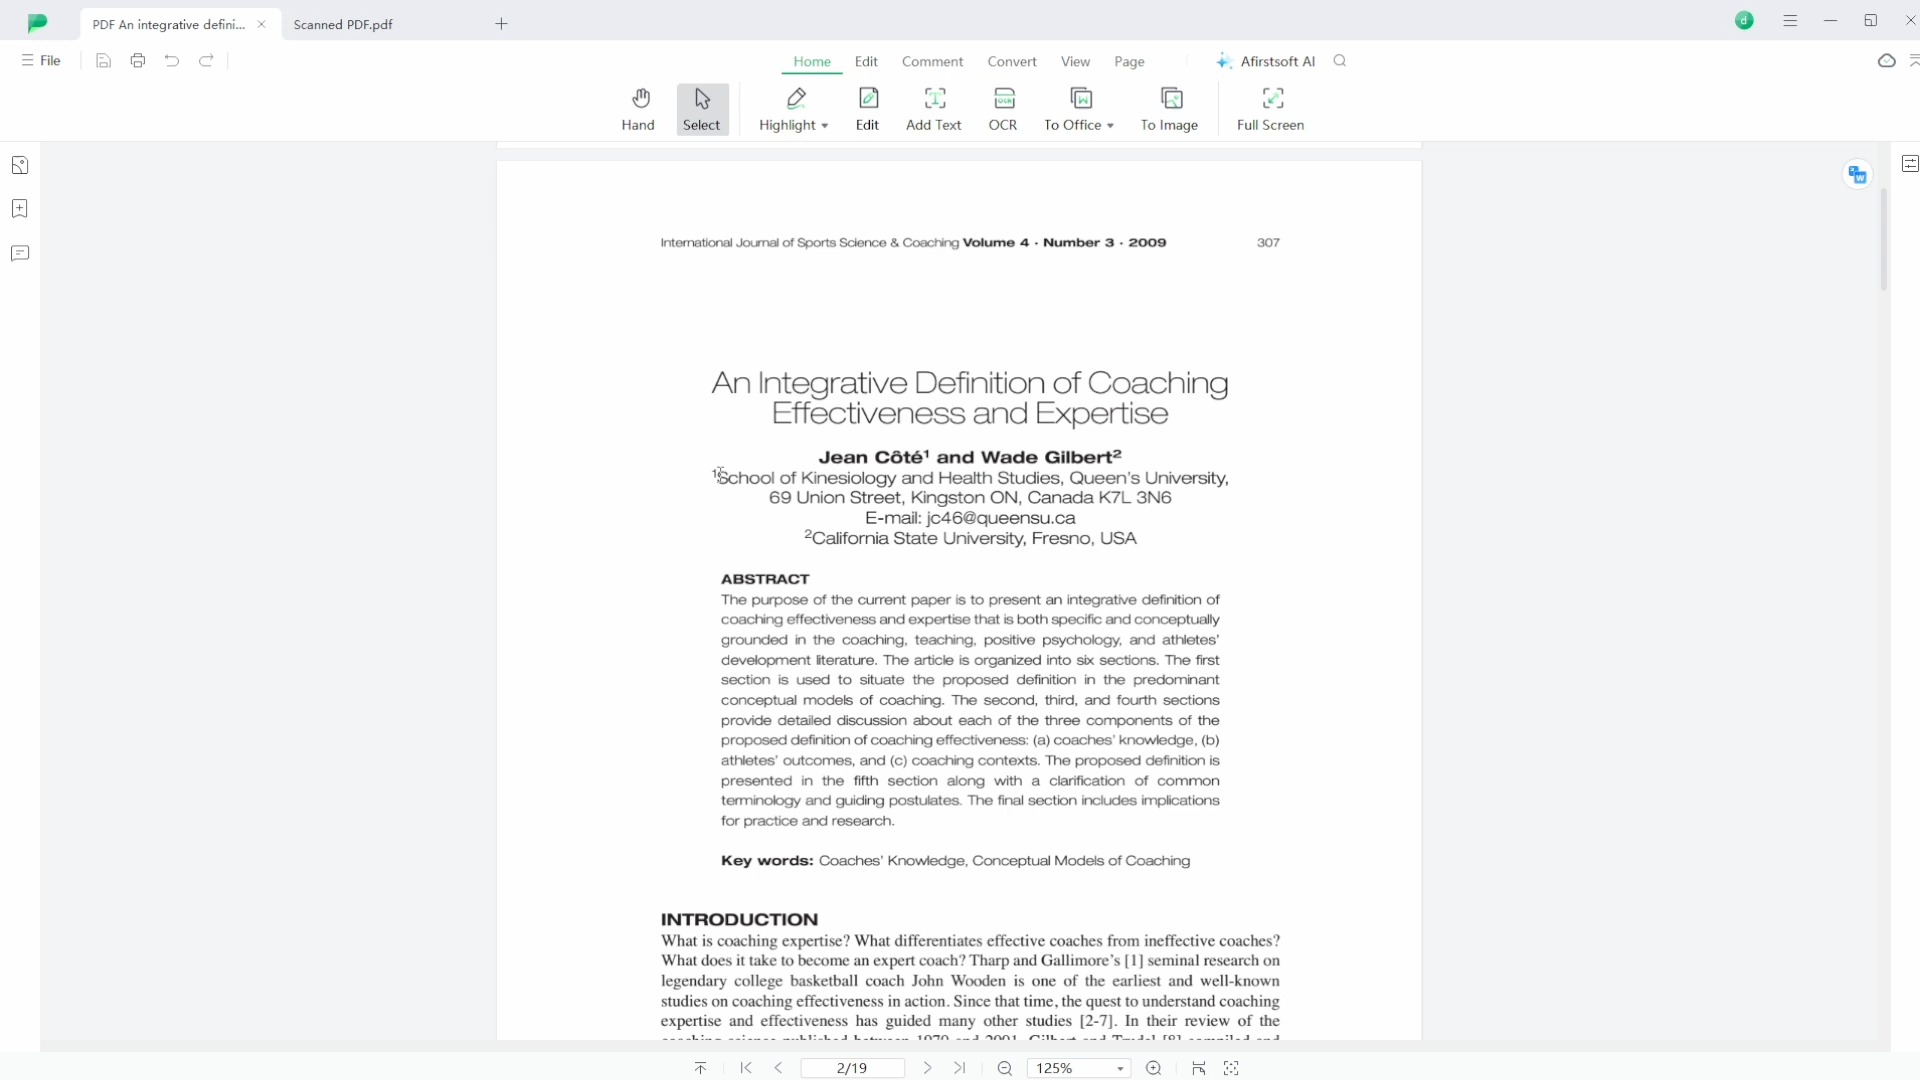 PDF An integrative defini...
Scanned PDF.pdf
d
File
Home Edit Comment Convert View Page Afirstsoft AI
Hand Select Highlight Edit Add Text OCR To Office To Image Full Screen
International Journal of Sports Science & Coaching Volume 4 · Number 3 · 2009 307
An Integrative Definition of Coaching
Effectiveness and Expertise
Jean Côté¹ and Wade Gilbert²
¹School of Kinesiology and Health Studies, Queen's University,
69 Union Street, Kingston ON, Canada K7L 3N6
E-mail: jc46@queensu.ca
²California State University, Fresno, USA
ABSTRACT
The purpose of the current paper is to present an integrative definition of
coaching effectiveness and expertise that is both specific and conceptually
grounded in the coaching, teaching, positive psychology, and athletes'
development literature. The article is organized into six sections. The first
section is used to situate the proposed definition in the predominant
conceptual models of coaching. The second, third, and fourth sections
provide detailed discussion about each of the three components of the
proposed definition of coaching effectiveness: (a) coaches' knowledge, (b)
athletes' outcomes, and (c) coaching contexts. The proposed definition is
presented in the fifth section along with a clarification of common
terminology and guiding postulates. The final section includes implications
for practice and research.
Key words: Coaches' Knowledge, Conceptual Models of Coaching
INTRODUCTION
What is coaching expertise? What differentiates effective coaches from ineffective coaches?
What does it take to become an expert coach? Tharp and Gallimore's [1] seminal research on
legendary college basketball coach John Wooden is one of the earliest and well-known
studies on coaching effectiveness in action. Since that time, the quest to understand coaching
expertise and effectiveness has guided many other studies [2-7]. In their review of the
2/19
125%